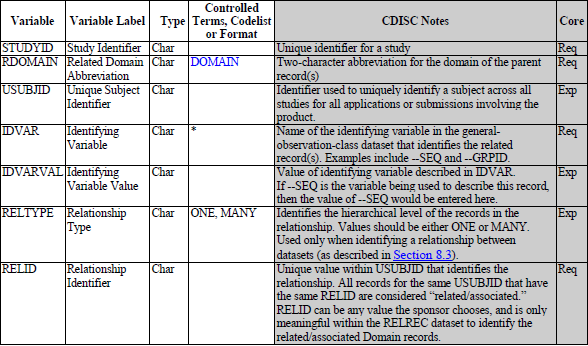 Variable Variable Label Type Controlled Terms, Codelist or Format CDISC Notes Core
STUDYID Study Identifier Char Unique identifier for a study Req
RDOMAIN Related Domain Char DOMAIN Two-character abbreviation for the domain of the parent Req
Abbreviation record(s)
USUBJID Unique Subject Char Identifier used to uniquely identify a subject across all Exp
Identifier studies for all applications or submissions involving the
product.
IDVAR Identifying Char * Name of the identifying variable in the general- Req
Variable observation-class dataset that identifies the related
record(s). Examples include --SEQ and --GRPID.
IDVARVAL Identifying Char Value of identifying variable described in IDVAR. Exp
Variable Value If --SEQ is the variable being used to describe this record,
then the value of --SEQ would be entered here.
RELTYPE Relationship Char ONE, MANY Identifies the hierarchical level of the records in the Exp
Type relationship. Values should be either ONE or MANY.
Used only when identifying a relationship between
datasets (as described in Section 8.3).
RELID Relationship Char Unique value within USUBJID that identifies the Req
Identifier relationship. All records for the same USUBJID that have
the same RELID are considered “related/associated.”
RELID can be any value the sponsor chooses, and is only
meaningful within the RELREC dataset to identify the
related/associated Domain records.